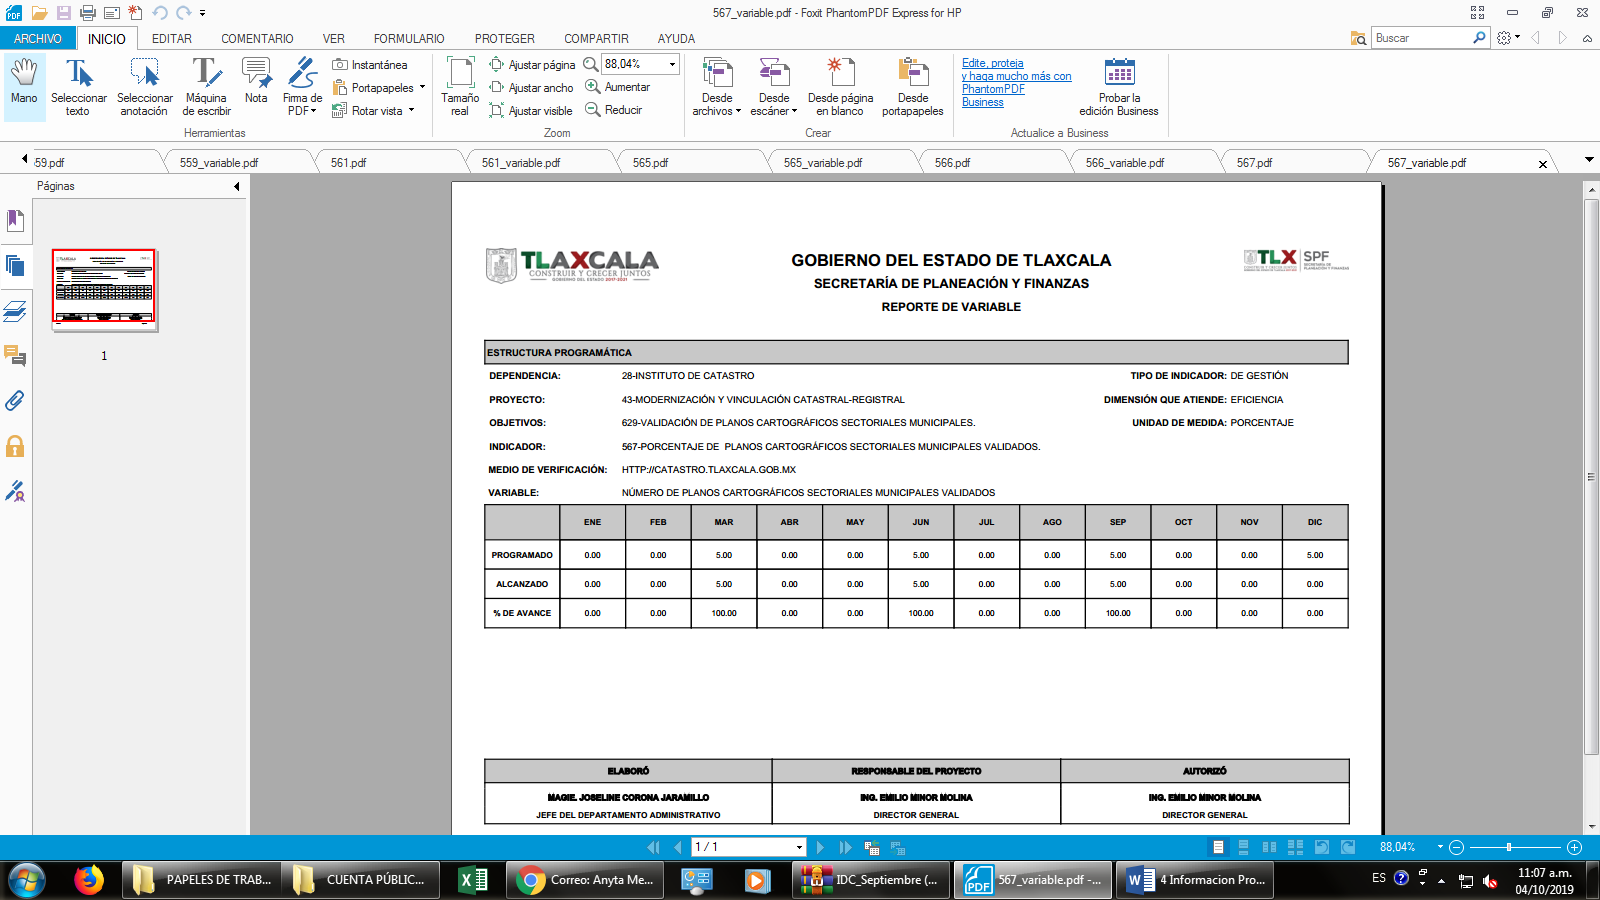 567_variable.pdf - Foxit PhantomPDF Express for HP
ARCHIVO INICIO EDITAR COMENTARIO VER FORMULARIO PROTEGER COMPARTIR AYUDA
Buscar
Mano
Seleccionar texto
Seleccionar anotación
Máquina de escribir
Nota
Firma de PDF
Instantánea
Portapapeles
Rotar vista
Herramientas
Tamaño real
Ajustar página
Ajustar ancho
Ajustar visible
88,04%
Aumentar
Reducir
Zoom
Desde archivos
Desde escáner
Desde página en blanco
Desde portapapeles
Crear
Edite, proteja
y haga mucho más con
PhantomPDF
Business
Probar la edición Business
Actualice a Business
559.pdf 559_variable.pdf 561.pdf 561_variable.pdf 565.pdf 565_variable.pdf 566.pdf 566_variable.pdf 567.pdf 567_variable.pdf
Páginas
1
TLAXCALA
CONSTRUIR Y CRECER JUNTOS
GOBIERNO DEL ESTADO 2017-2021
GOBIERNO DEL ESTADO DE TLAXCALA
SECRETARÍA DE PLANEACIÓN Y FINANZAS
REPORTE DE VARIABLE
TLX SPF
SECRETARÍA DE
PLANEACIÓN Y FINANZAS
ESTRUCTURA PROGRAMÁTICA
DEPENDENCIA: 28-INSTITUTO DE CATASTRO TIPO DE INDICADOR: DE GESTIÓN
PROYECTO: 43-MODERNIZACIÓN Y VINCULACIÓN CATASTRAL-REGISTRAL DIMENSIÓN QUE ATIENDE: EFICIENCIA
OBJETIVOS: 629-VALIDACIÓN DE PLANOS CARTOGRÁFICOS SECTORIALES MUNICIPALES. UNIDAD DE MEDIDA: PORCENTAJE
INDICADOR: 567-PORCENTAJE DE PLANOS CARTOGRÁFICOS SECTORIALES MUNICIPALES VALIDADOS.
MEDIO DE VERIFICACIÓN: HTTP://CATASTRO.TLAXCALA.GOB.MX
VARIABLE: NÚMERO DE PLANOS CARTOGRÁFICOS SECTORIALES MUNICIPALES VALIDADOS
ENE FEB MAR ABR MAY JUN JUL AGO SEP OCT NOV DIC
PROGRAMADO 0.00 0.00 5.00 0.00 0.00 5.00 0.00 0.00 5.00 0.00 0.00 5.00
ALCANZADO 0.00 0.00 5.00 0.00 0.00 5.00 0.00 0.00 5.00 0.00 0.00 0.00
% DE AVANCE 0.00 0.00 100.00 0.00 0.00 100.00 0.00 0.00 100.00 0.00 0.00 0.00
ELABORÓ RESPONSABLE DEL PROYECTO AUTORIZÓ
MAGIE. JOSELINE CORONA JARAMILLO ING. EMILIO MINOR MOLINA ING. EMILIO MINOR MOLINA
JEFE DEL DEPARTAMENTO ADMINISTRATIVO DIRECTOR GENERAL DIRECTOR GENERAL
1 / 1
88,04%
PAPELES DE TRAB... CUENTA PÚBLIC... Correo: Anyta Me... IDC_Septiembre (... 567_variable.pdf -... 4 Informacion Pro...
ES
11:07 a.m.
04/10/2019